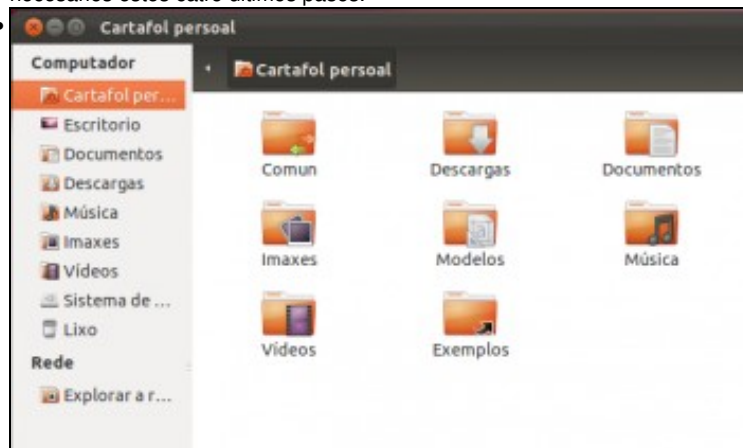 Cartafol persoal
Computador
Cartafol per...
Escritorio
Documentos
Descargas
Música
Imaxes
Vídeos
Sistema de ...
Lixo
Rede
Explorar a r...
Cartafol persoal
Comun
Descargas
Documentos
Imaxes
Modelos
Música
Vídeos
Exemplos